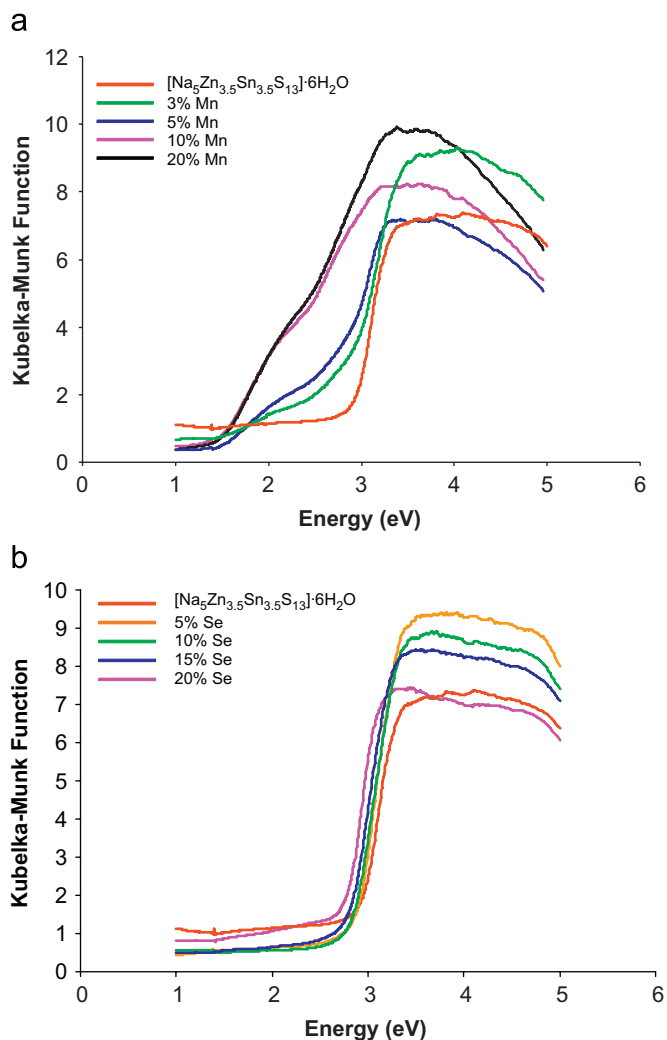 a
Kubelka-Munk Function
12
10
8
6
4
2
0
[Na₅Zn₃.₅Sn₃.₅S₁₃]·6H₂O
3% Mn
5% Mn
10% Mn
20% Mn
0 1 2 3 4 5 6
Energy (eV)
b
Kubelka-Munk Function
10
9
8
7
6
5
4
3
2
1
0
[Na₅Zn₃.₅Sn₃.₅S₁₃]·6H₂O
5% Se
10% Se
15% Se
20% Se
0 1 2 3 4 5 6
Energy (eV)